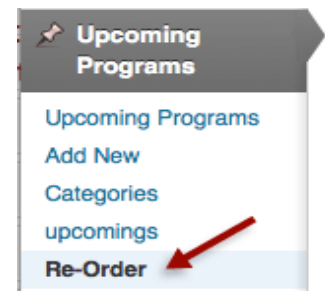 Upcoming
Programs
Upcoming Programs
Add New
Categories
upcomings
Re-Order